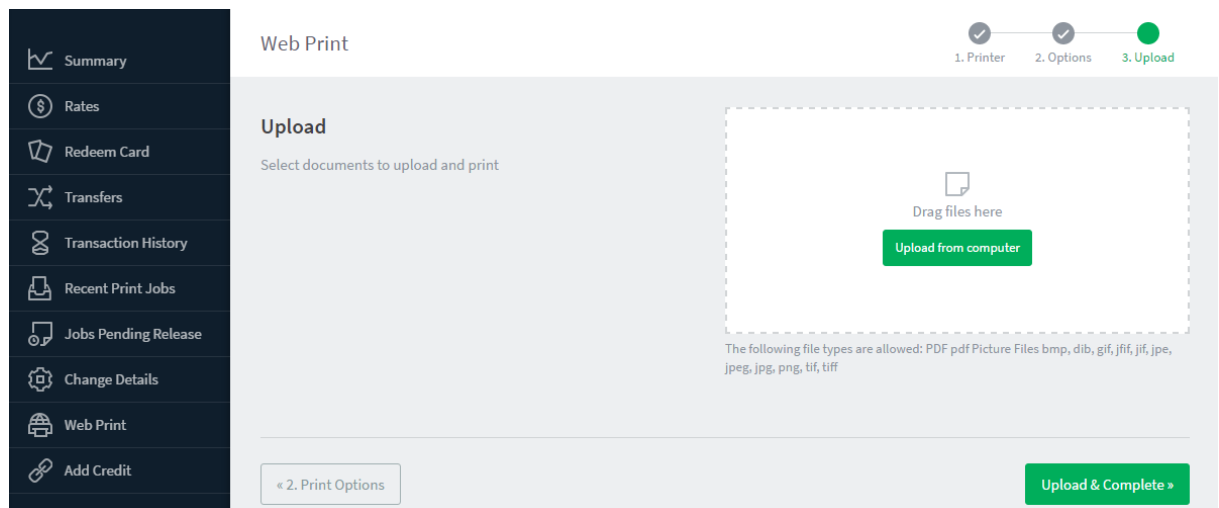 Summary
Rates
Redeem Card
Transfers
Transaction History
Recent Print Jobs
Jobs Pending Release
Change Details
Web Print
Add Credit
Web Print
1. Printer
2. Options
3. Upload
Upload
Select documents to upload and print
Drag files here
Upload from computer
The following file types are allowed: PDF pdf Picture Files bmp, dib, gif, jfif, jif, jpe,
jpeg, jpg, png, tif, tiff
« 2. Print Options
Upload & Complete »